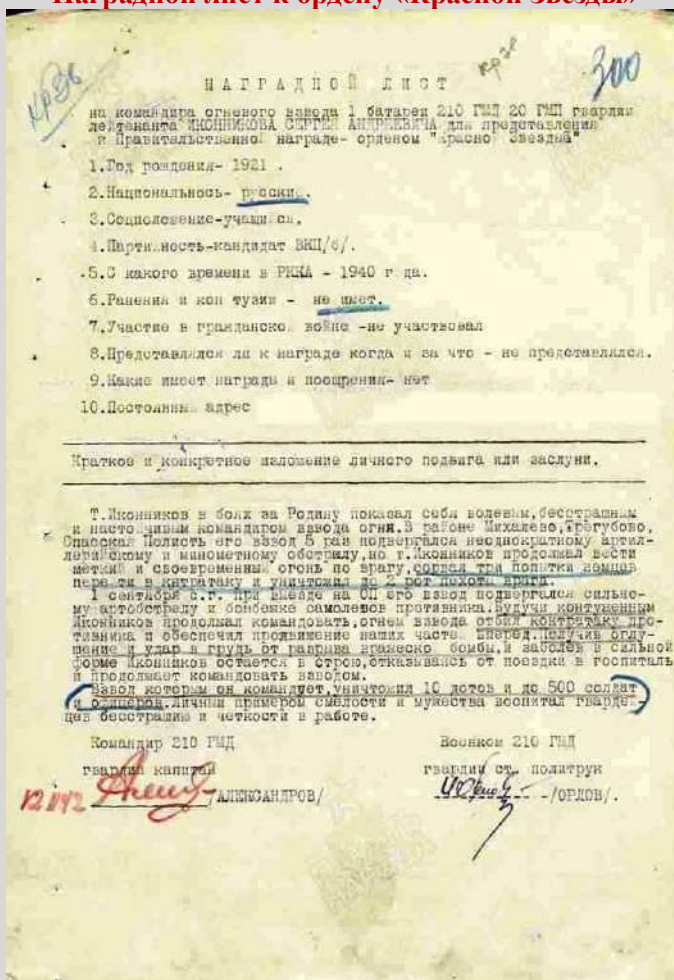 Наградной лист к ордену «Красной Звезды»
300
НАГРАДНОЙ ЛИСТ
на командира огневого взвода 1 батареи 210 ГМД 20 ГМП гвардии
лейтенанта ИКОННИКОВА СЕРГЕЯ АНДРЕЕВИЧА для представления
к Правительственной награде- орденом "Красной Звезды"
1.Год рождения- 1921 .
2.Национальнось- русский.
3.Соцположение-учащийся.
4.Партийность-кандидат ВКП/б/.
5.С какого времени в РККА - 1940 года.
6.Ранения и кон тузии - не имет.
7.Участие в гражданской войне -не участвовал
8.Представлялся ли к награде когда и за что - не представлялся.
9.Какие имеет награды и поощрения- нет
10.Постоянный адрес
Краткое и конкретное изложение личного подвига или заслуни.
Т.Иконников в боях за Родину показал себя волевым,бесстрашным
и настойчивым командиром взвода огня.В районе Михалево,Трегубово,
Спасская Полисть его взвод 5 раз подвергался неоднократному артил-
лерийскому и минометному обстрелу,но т.Иконников продолжал вести
меткий и своевременный огонь по врагу,сорвал три попытки немцев
перейти в кнтратаку и уничтожил до 2 рот пехоты врага.
1 сентября с.г. при выезде на ОП его взвод подвергался сильно-
му артобстрелу и бомбежке самолетов противника.Будучи контуженным
Иконников продолжал командовать,огнем взвода отбил контратаку про-
тивника и обеспечил продвижение наших частей вперед.Получив оглу-
шение и удар в грудь от разрыва вражеской бомбы,и заболев в сильной
форме Иконников остается в строю,отказываясь от поездки в госпиталь
и продолжает командовать взводом.
Взвод которым он командует,уничтожил 10 дотов и до 500 солдат
и офицеров.Личным примером смелости и мужества воспитал гвардей-
цев бесстрашию и четкости в работе.
Командир 210 ГМД Военком 210 ГМД
гвардии капитан гвардии ст. политрук
/АЛЕКСАНДРОВ/ -/ОРЛОВ/.